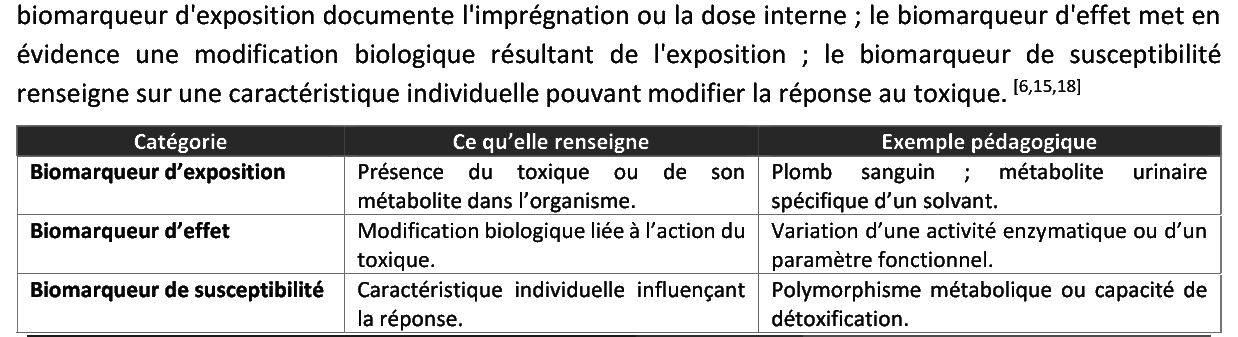 biomarqueur d'exposition documente l'imprégnation ou la dose interne ; le biomarqueur d'effet met en
évidence une modification biologique résultant de l'exposition ; le biomarqueur de susceptibilité
renseigne sur une caractéristique individuelle pouvant modifier la réponse au toxique. [6,15,18]
Catégorie Ce qu’elle renseigne Exemple pédagogique
Biomarqueur d’exposition Présence du toxique ou de son Plomb sanguin ; métabolite urinaire
métabolite dans l’organisme. spécifique d’un solvant.
Biomarqueur d’effet Modification biologique liée à l’action du Variation d’une activité enzymatique ou d’un
toxique. paramètre fonctionnel.
Biomarqueur de susceptibilité Caractéristique individuelle influençant Polymorphisme métabolique ou capacité de
la réponse. détoxification.